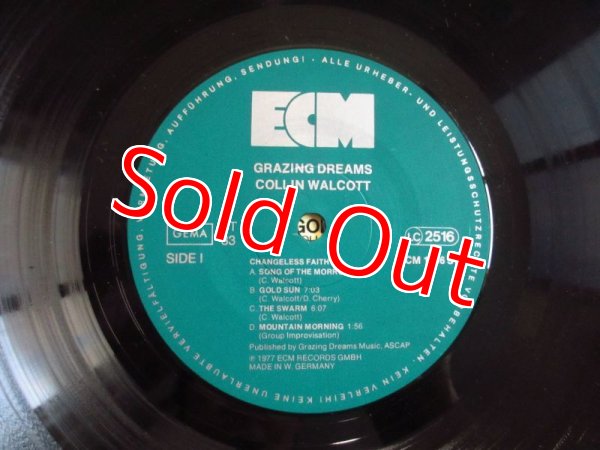 VERVIELFÄLTIGUNG, AUFFÜHRUNG, SENDUNG! - ALLE URHEBER- UND LEISTUNGSSCHUTZRECHTE KEIN VERLEIH! KEINE UNERLAUBTE
ECM
GRAZING DREAMS
COLLIN WALCOTT
Sold Out
GEMA
LC 2516
SIDE I
CHANGELESS FAITH
A. SONG OF THE
(C. Walcott)
B. GOLD SUN 7:03
(C. Walcott/D. Cherry)
C. THE SWARM 6:07
(C. Walcott)
D. MOUNTAIN MORNING 1:56
(Group Improvisation)
Published by Grazing Dreams Music, ASCAP
℗ 1977 ECM RECORDS GMBH
MADE IN W. GERMANY